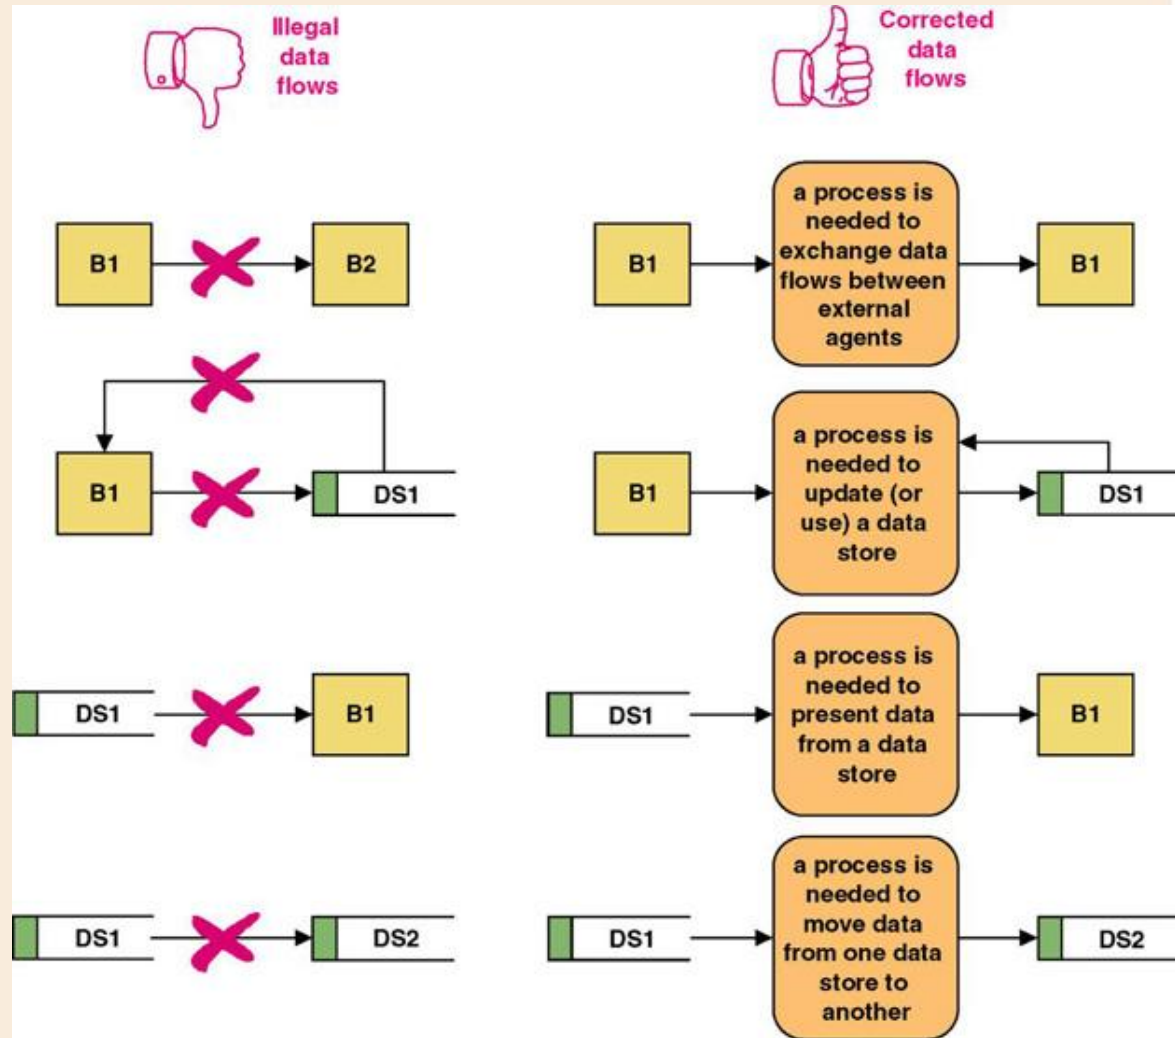 Illegal
data
flows
Corrected
data
flows
B1
B2
B1
a process is
needed to
exchange data
flows between
external
agents
B1
B1
DS1
B1
a process is
needed to
update (or
use) a data
store
DS1
DS1
B1
DS1
a process is
needed to
present data
from a data
store
B1
DS1
DS2
DS1
a process is
needed to
move data
from one data
store to
another
DS2